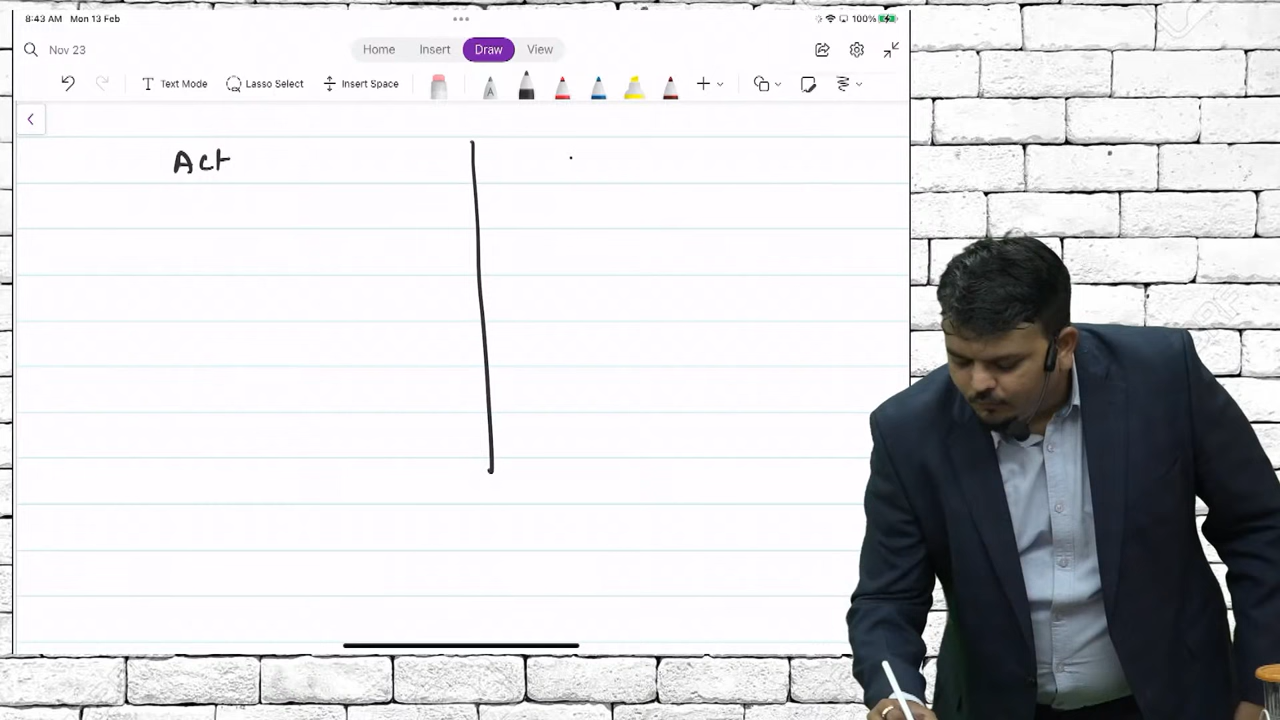 8:43 AM Mon 13 Feb
100%
Nov 23
Home Insert Draw View
Text Mode Lasso Select Insert Space
Act